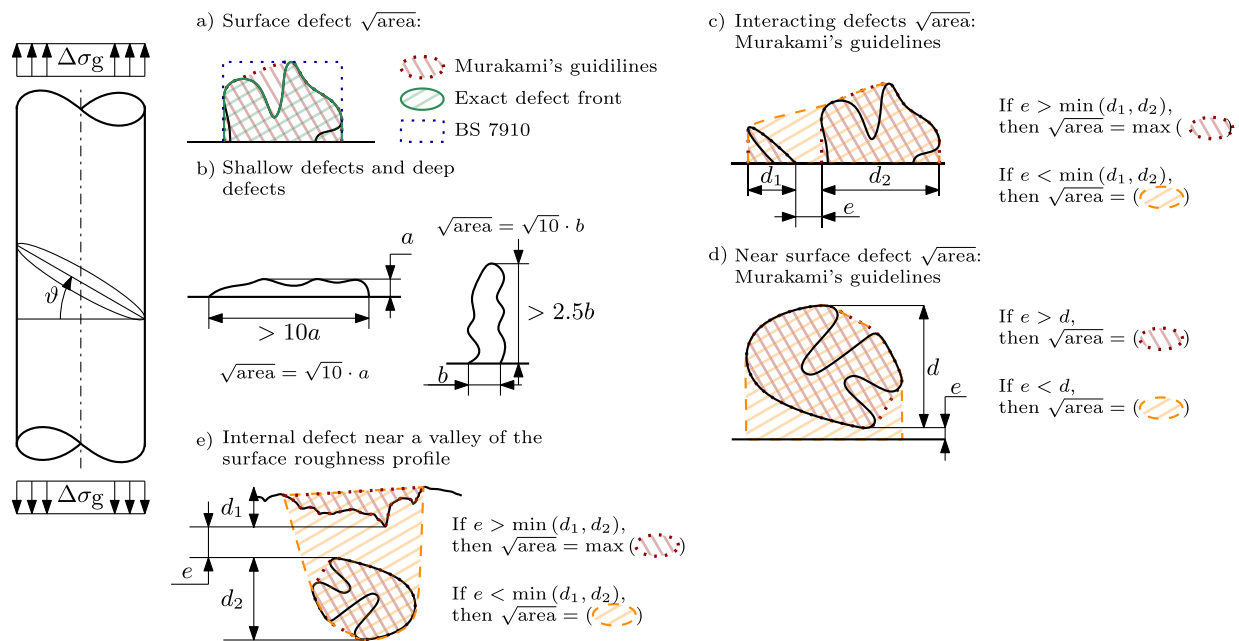 Δσg
ϑ
Δσg
a) Surface defect √area:
Murakami's guidilines
Exact defect front
BS 7910
b) Shallow defects and deep
defects
a
> 10a
√area = √10 · a
√area = √10 · b
> 2.5b
b
c) Interacting defects √area:
Murakami's guidelines
d₁
d₂
e
If e > min (d₁, d₂),
then √area = max ( )
If e < min (d₁, d₂),
then √area = ( )
d) Near surface defect √area:
Murakami's guidelines
d
e
If e > d,
then √area = ( )
If e < d,
then √area = ( )
e) Internal defect near a valley of the
surface roughness profile
d₁
e
d₂
If e > min (d₁, d₂),
then √area = max ( )
If e < min (d₁, d₂),
then √area = ( )